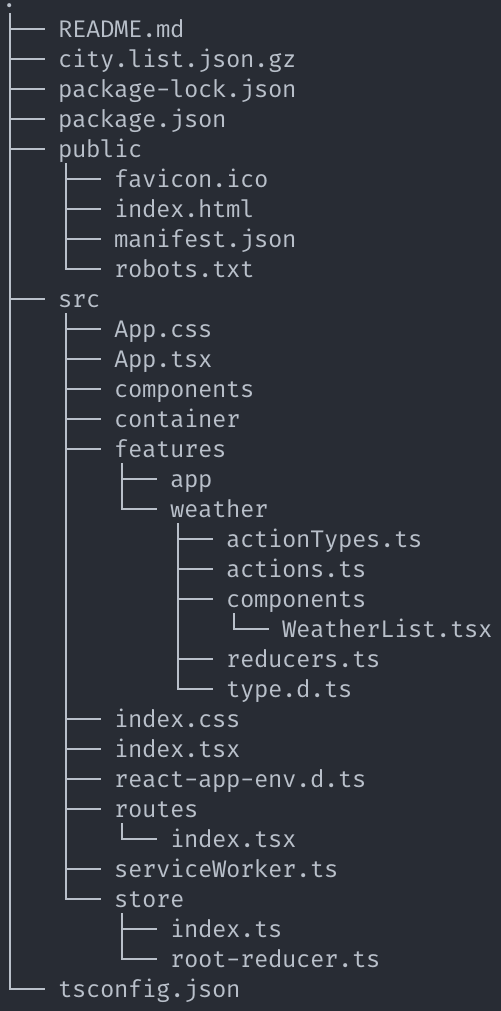 .
├── README.md
├── city.list.json.gz
├── package-lock.json
├── package.json
├── public
│   ├── favicon.ico
│   ├── index.html
│   ├── manifest.json
│   └── robots.txt
├── src
│   ├── App.css
│   ├── App.tsx
│   ├── components
│   ├── container
│   ├── features
│   │   ├── app
│   │   └── weather
│   │       ├── actionTypes.ts
│   │       ├── actions.ts
│   │       ├── components
│   │       │   └── WeatherList.tsx
│   │       ├── reducers.ts
│   │       └── type.d.ts
│   ├── index.css
│   ├── index.tsx
│   ├── react-app-env.d.ts
│   ├── routes
│   │   └── index.tsx
│   ├── serviceWorker.ts
│   └── store
│       ├── index.ts
│       └── root-reducer.ts
└── tsconfig.json